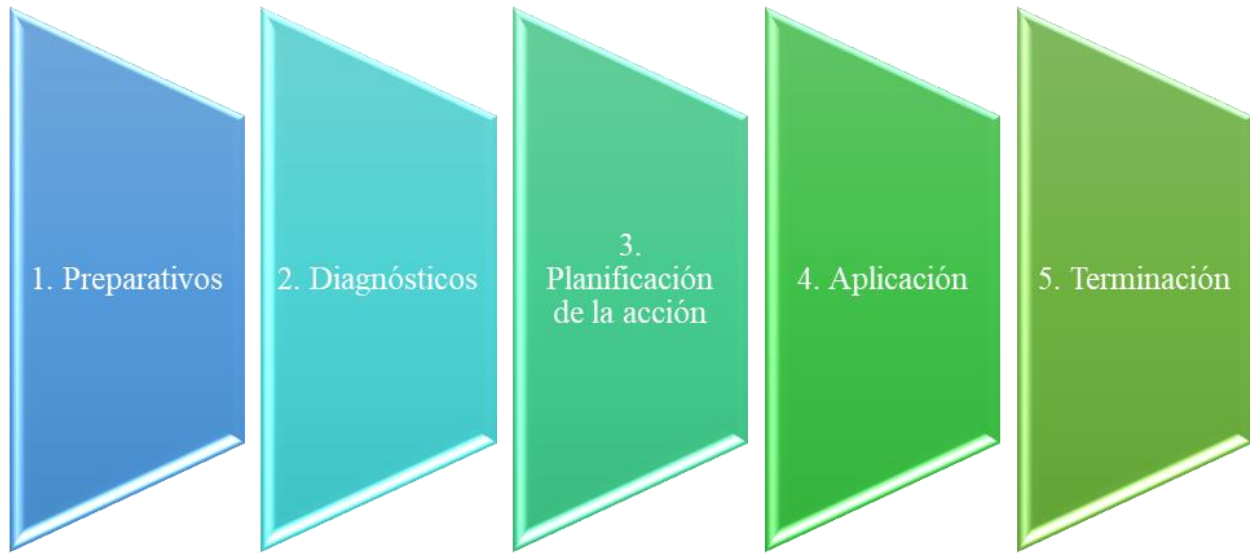 1. Preparativos
2. Diagnósticos
3.
Planificación
de la acción
4. Aplicación
5. Terminación